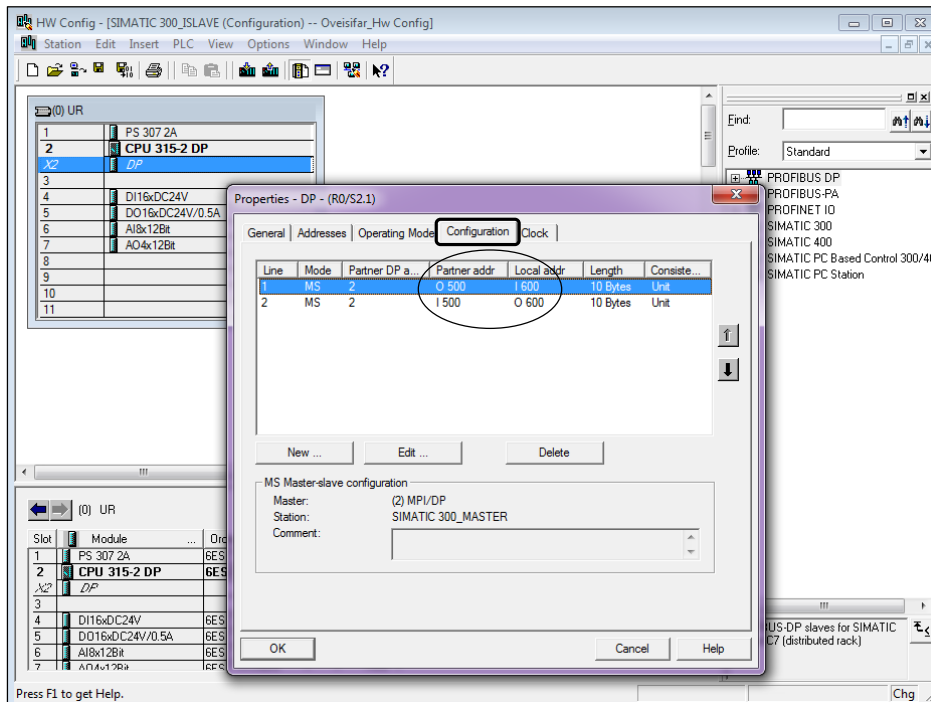 HW Config - [SIMATIC 300_ISLAVE (Configuration) -- Oveisifar_Hw Config]
Station Edit Insert PLC View Options Window Help
(0) UR
1 PS 307 2A
2 CPU 315-2 DP
X2 DP
3
4 DI16xDC24V
5 DO16xDC24V/0.5A
6 AI8x12Bit
7 AO4x12Bit
8
9
10
11
Find:
Profile: Standard
PROFIBUS DP
PROFIBUS-PA
PROFINET IO
SIMATIC 300
SIMATIC 400
SIMATIC PC Based Control 300/40
SIMATIC PC Station
Properties - DP - (R0/S2.1)
General Addresses Operating Mode Configuration Clock
Line Mode Partner DP a... Partner addr Local addr Length Consiste...
1 MS 2 O 500 I 600 10 Bytes Unit
2 MS 2 I 500 O 600 10 Bytes Unit
New ... Edit ... Delete
MS Master-slave configuration
Master: (2) MPI/DP
Station: SIMATIC 300_MASTER
Comment:
OK Cancel Help
(0) UR
Slot Module ... Orc
1 PS 307 2A 6ES
2 CPU 315-2 DP 6ES
X2 DP
3
4 DI16xDC24V 6ES
5 DO16xDC24V/0.5A 6ES
6 AI8x12Bit 6ES
7 AO4x12Bit 6ES
US-DP slaves for SIMATIC
C7 (distributed rack)
Press F1 to get Help.
Chg